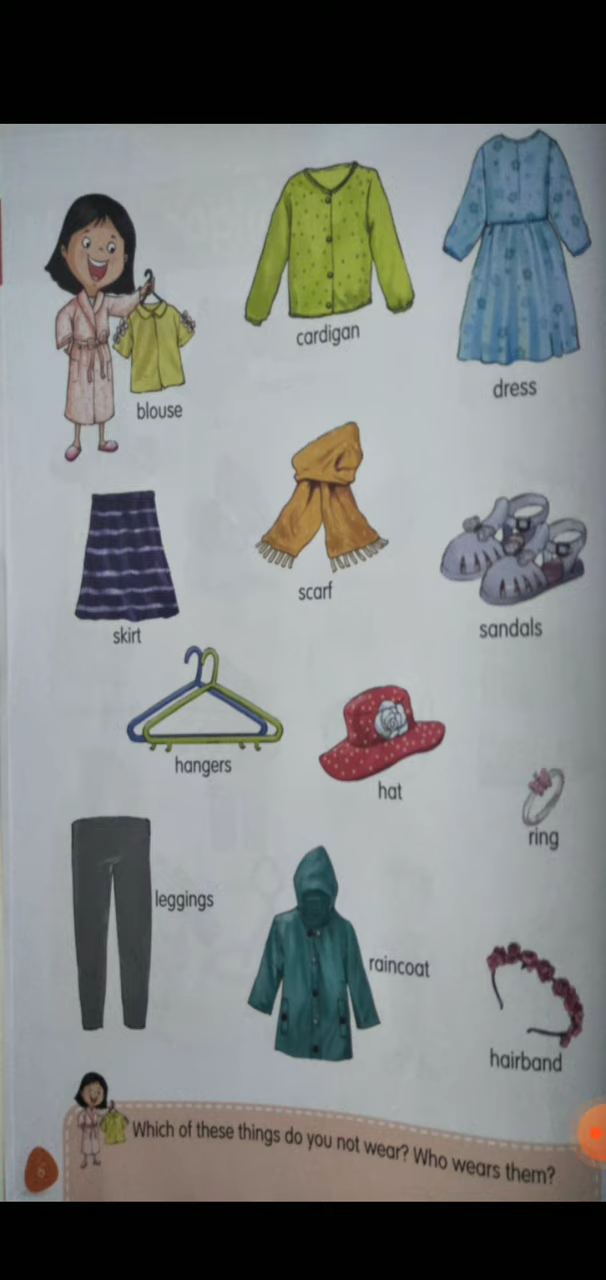 cardigan
dress
blouse
scarf
skirt
sandals
hangers
hat
ring
leggings
raincoat
hairband
Which of these things do you not wear? Who wears them?
6